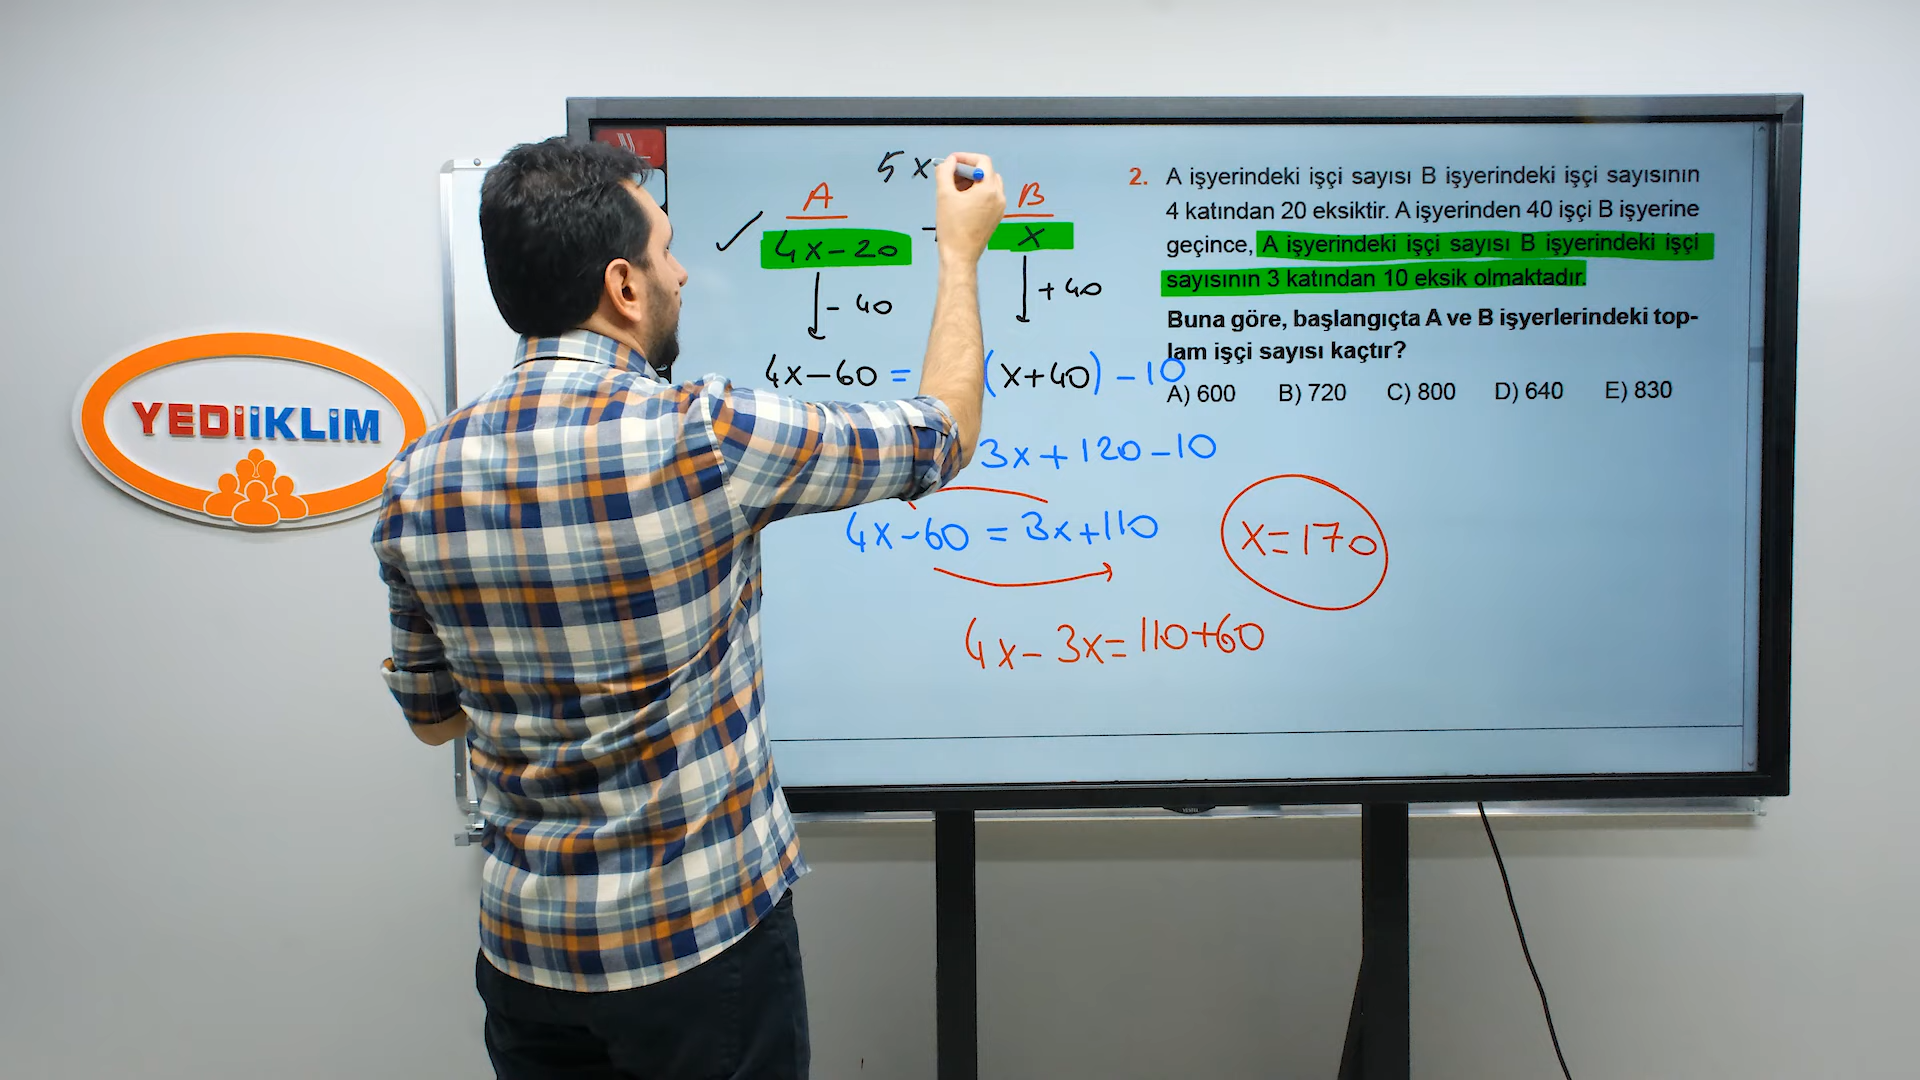 YEDİİKLİM
5x
A
B
4x-20
+
x
-40
+40
4x-60 = (x+40) -10
3x+120-10
4x-60 = 3x+110
x=170
4x-3x=110+60
2. A işyerindeki işçi sayısı B işyerindeki işçi sayısının
4 katından 20 eksiktir. A işyerinden 40 işçi B işyerine
geçince, A işyerindeki işçi sayısı B işyerindeki işçi
sayısının 3 katından 10 eksik olmaktadır.
Buna göre, başlangıçta A ve B işyerlerindeki top-
lam işçi sayısı kaçtır?
A) 600 B) 720 C) 800 D) 640 E) 830